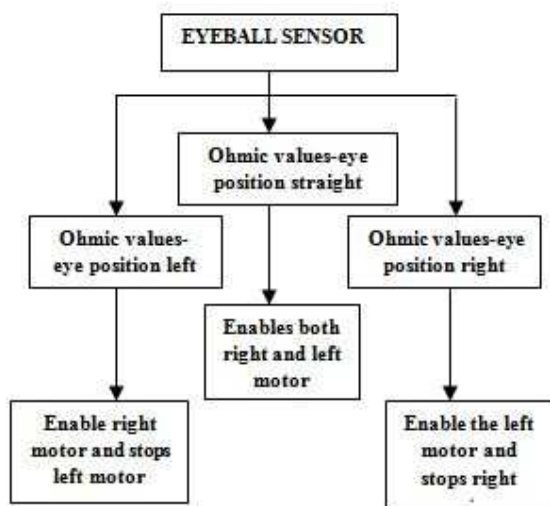 EYEBALL SENSOR
Ohmic values-eye
position straight
Ohmic values-
eye position left
Ohmic values-eye
position right
Enables both
right and left
motor
Enable right
motor and stops
left motor
Enable the left
motor and
stops right